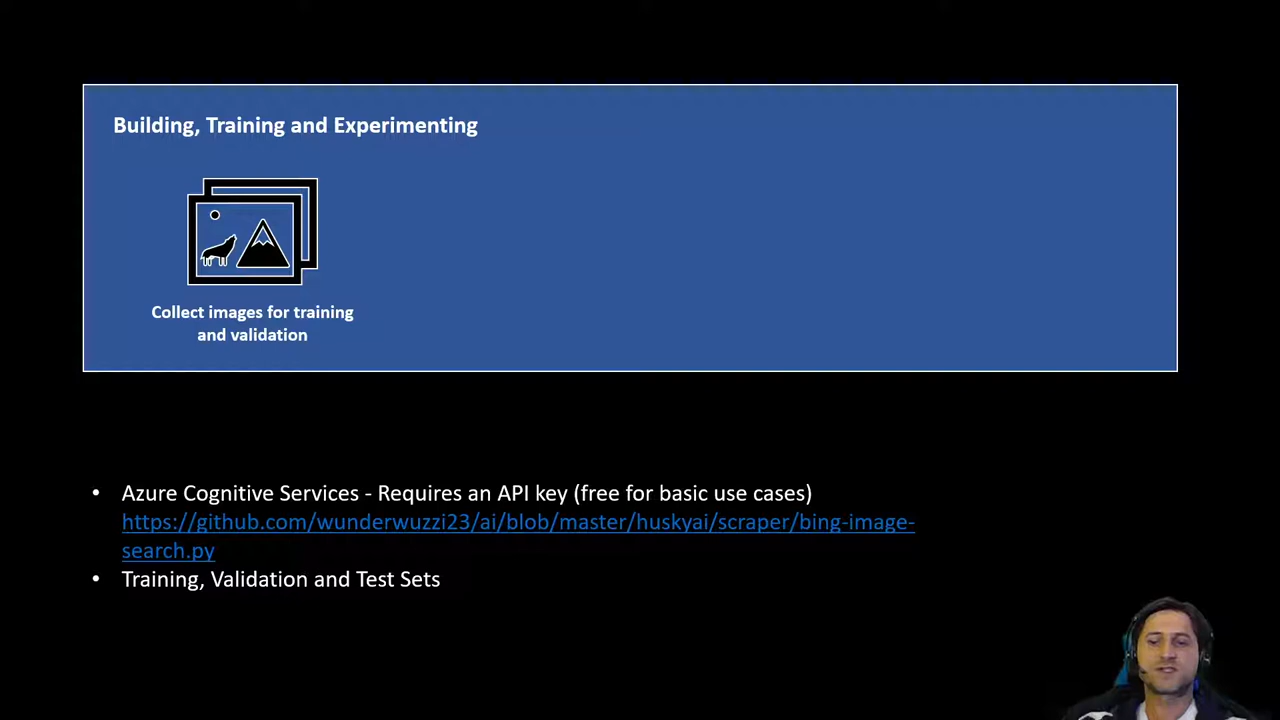 Building, Training and Experimenting
Collect images for training
and validation
• Azure Cognitive Services - Requires an API key (free for basic use cases)
https://github.com/wunderwuzzi23/ai/blob/master/huskyai/scraper/bing-image-
search.py
• Training, Validation and Test Sets